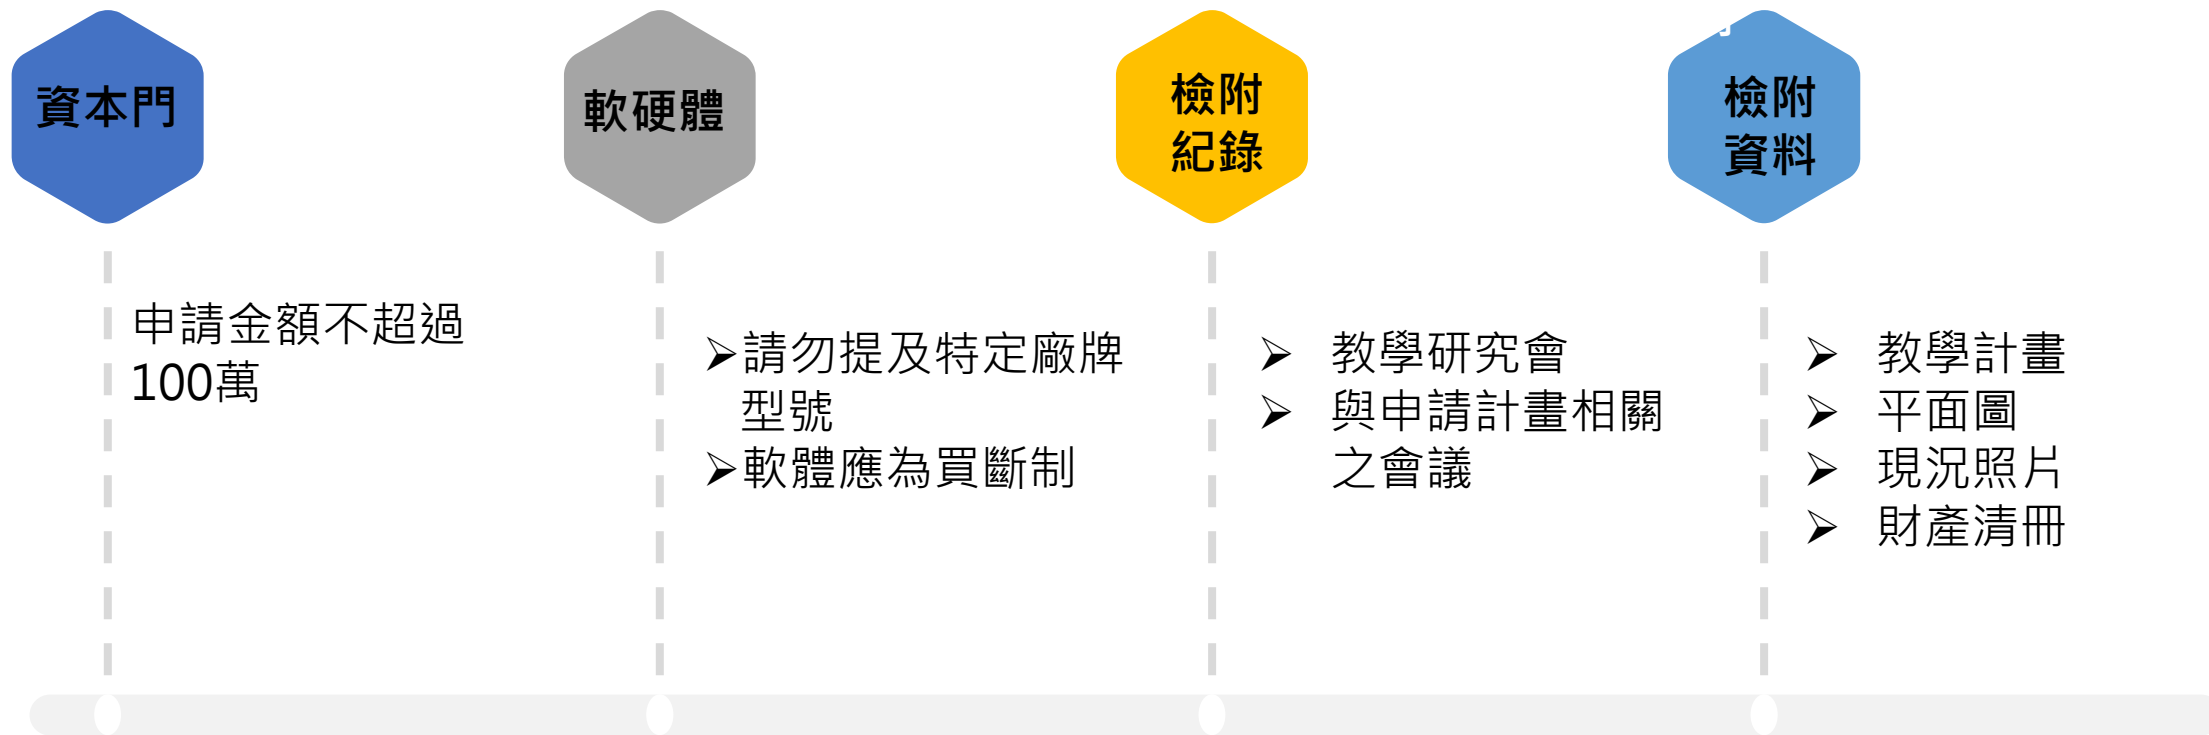 資本門
申請金額不超過
100萬
軟硬體
➢請勿提及特定廠牌
型號
➢軟體應為買斷制
檢附
紀錄
➢ 教學研究會
➢ 與申請計畫相關
之會議
檢附
資料
➢ 教學計畫
➢ 平面圖
➢ 現況照片
➢ 財產清冊